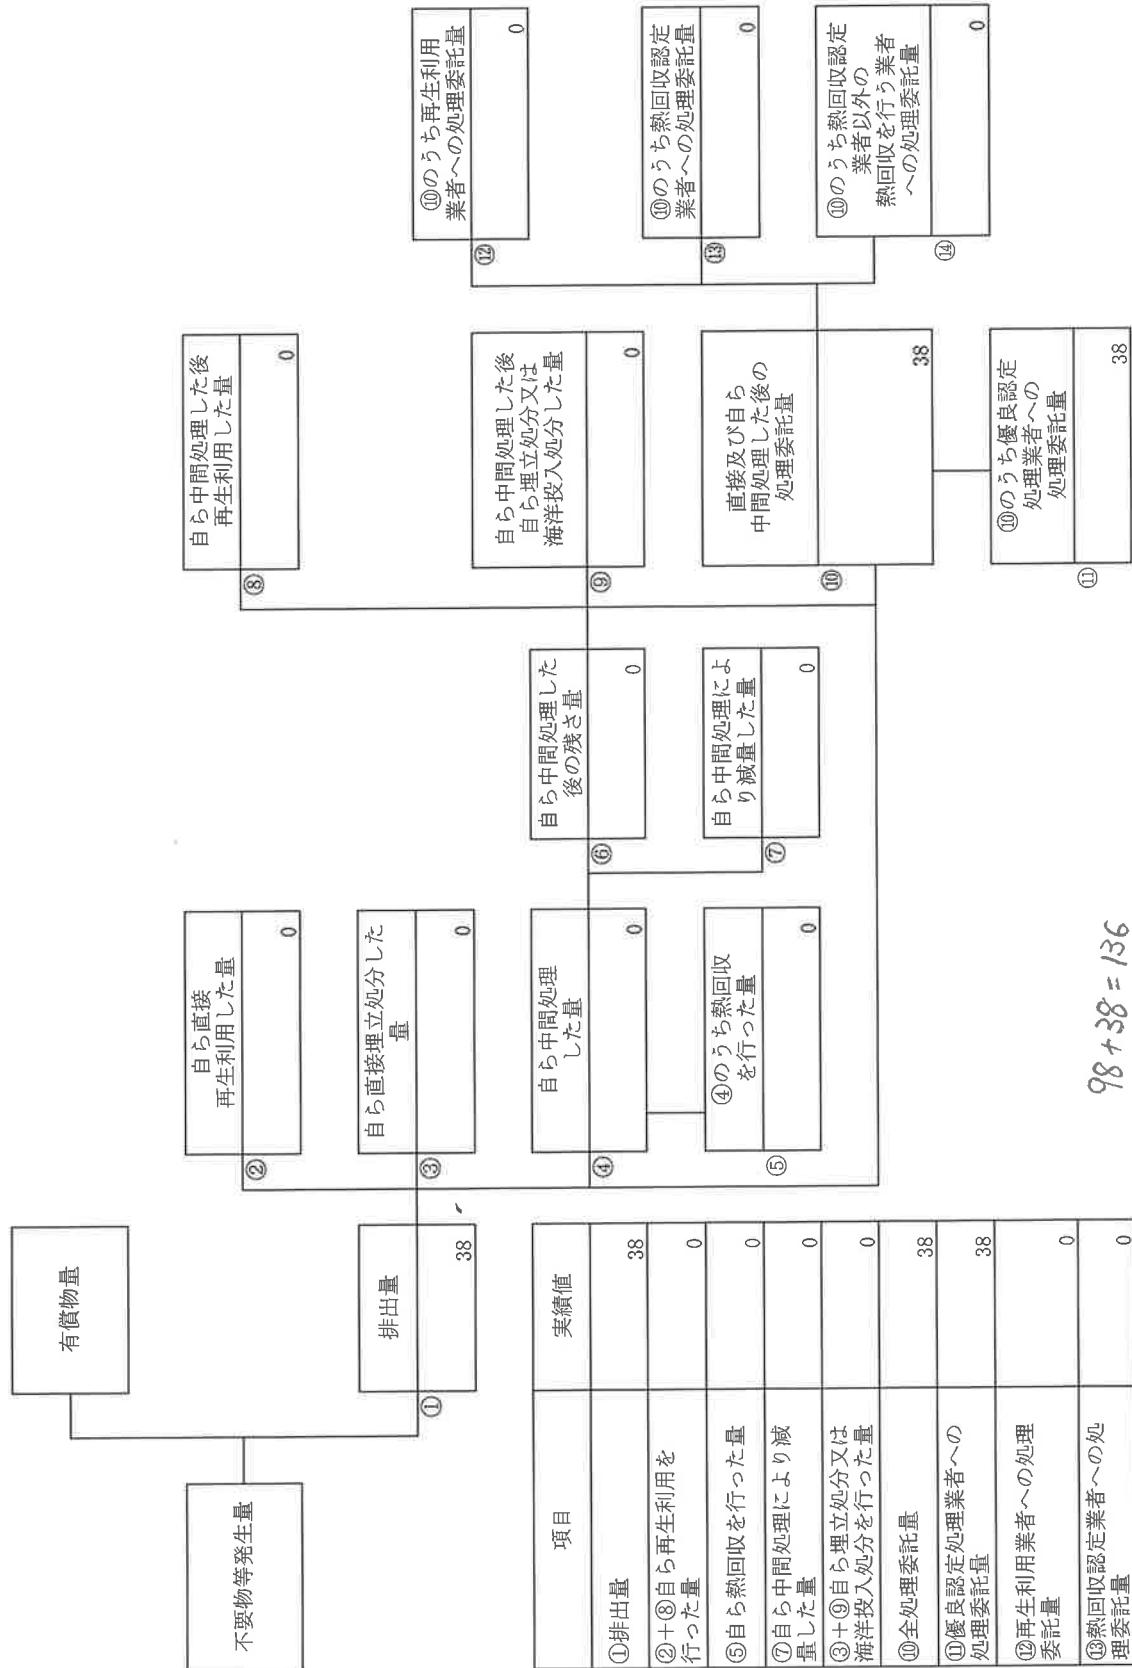 不要物等発生量
有償物量
排出量
①
38
自ら直接
再生利用した量
②
0
自ら直接埋立処分した
量
③
0
自ら中間処理
した量
④
0
④のうち熱回収
を行った量
⑤
0
自ら中間処理した
後の残さ量
⑥
0
自ら中間処理によ
り減量した量
⑦
0
自ら中間処理した後
再生利用した量
⑧
0
自ら中間処理した後
自ら埋立処分又は
海洋投入処分した量
⑨
0
直接及び自ら
中間処理した後の
処理委託量
⑩
38
⑩のうち優良認定
処理業者への
処理委託量
⑪
38
⑩のうち再生利用
業者への処理委託量
⑫
0
⑩のうち熱回収認定
業者への処理委託量
⑬
0
⑩のうち熱回収認定
業者以外の
熱回収を行う業者
への処理委託量
⑭
0
項目 実績値
①排出量 38
②+⑧自ら再生利用を
行った量 0
⑤自ら熱回収を行った量 0
⑦自ら中間処理により減
量した量 0
③+⑨自ら埋立処分又は
海洋投入処分を行った量 0
⑩全処理委託量 38
⑪優良認定処理業者への
処理委託量 38
⑫再生利用業者への処理
委託量 0
⑬熱回収認定業者への処
理委託量 0
98+38=136